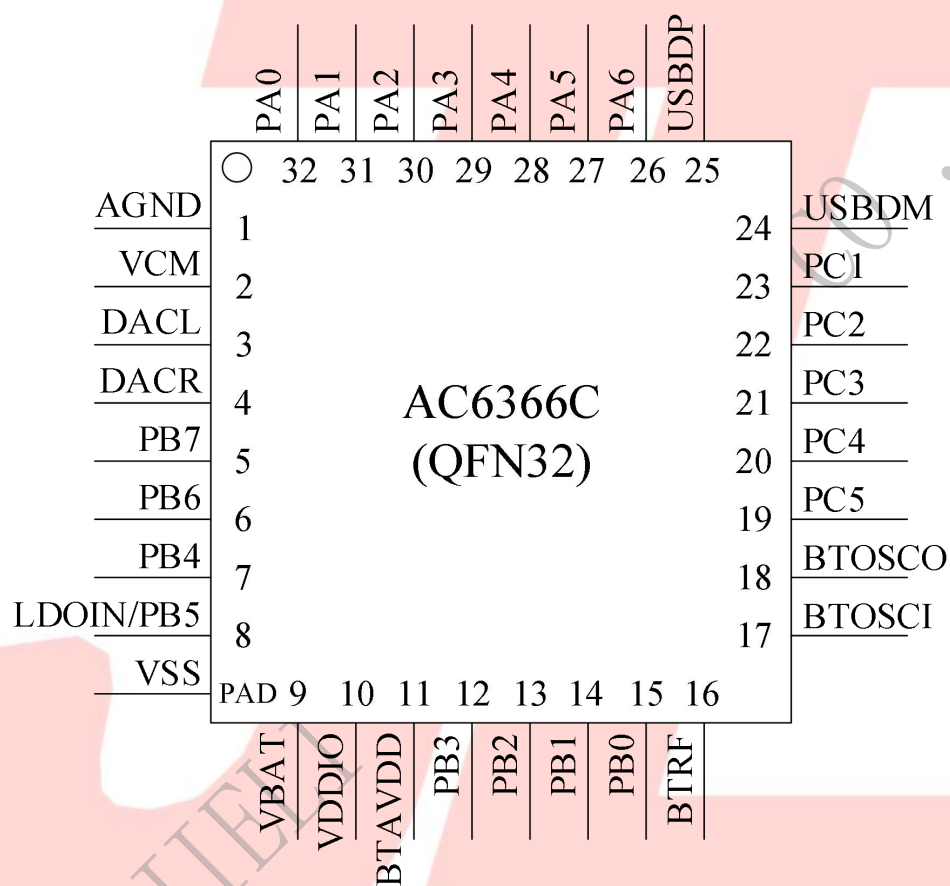 PA0 PA1 PA2 PA3 PA4 PA5 PA6 USBDP
32 31 30 29 28 27 26 25
AGND 1 24 USBDM
VCM 2 23 PC1
DACL 3 22 PC2
DACR 4 21 PC3
AC6366C
(QFN32)
PB7 5 20 PC4
PB6 6 19 PC5
PB4 7 18 BTOSCO
LDOIN/PB5 8 17 BTOSCI
VSS PAD 9 10 11 12 13 14 15 16
VBAT VDDIO BTAVDD PB3 PB2 PB1 PB0 BTRF
CO .